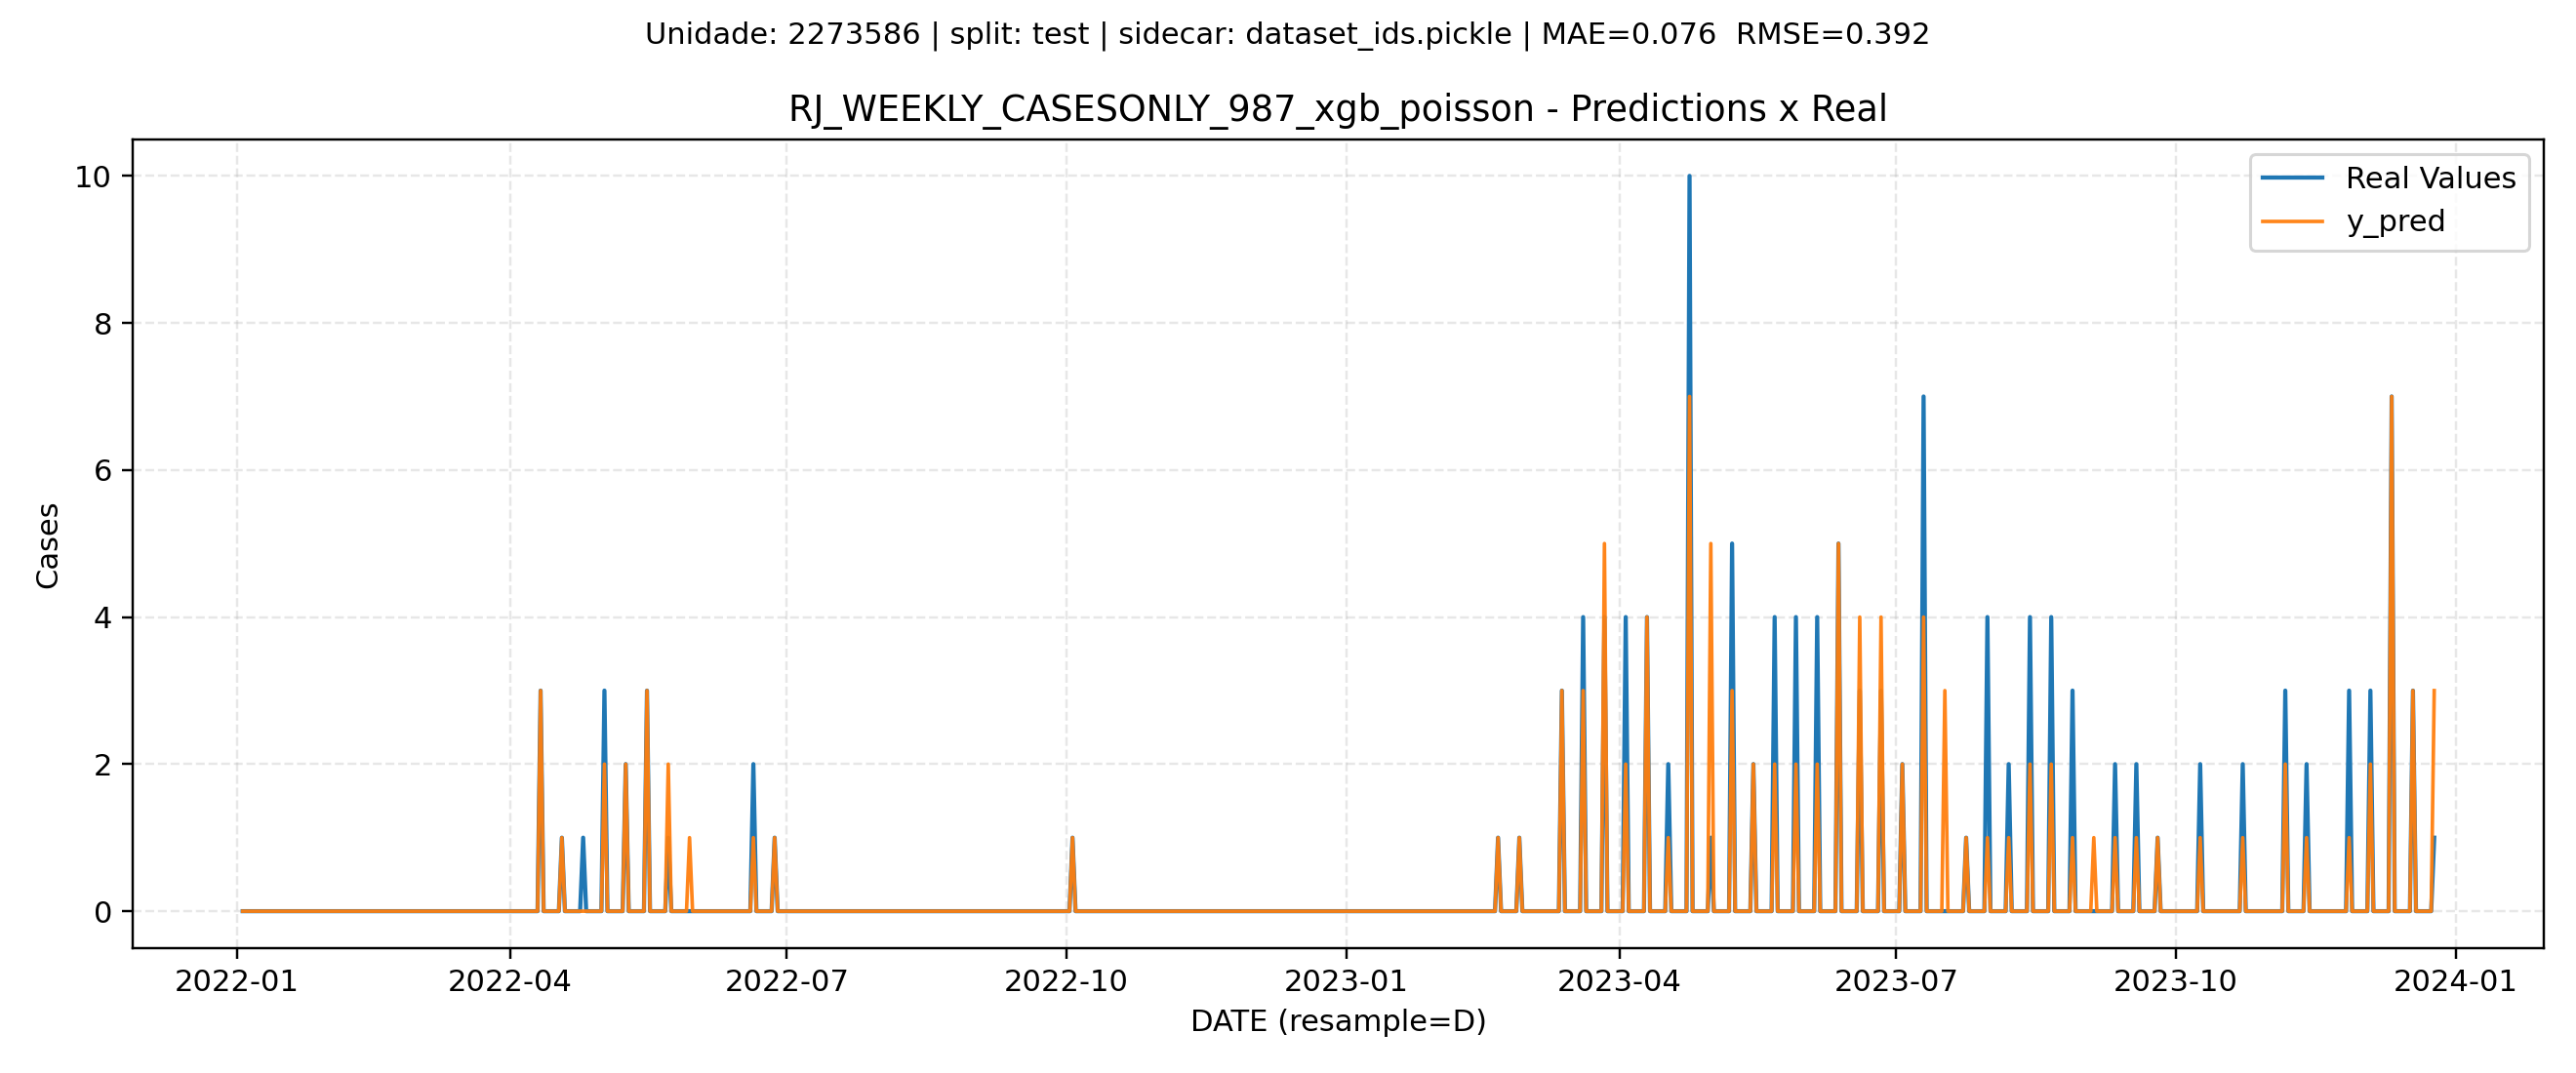 Unidade: 2273586 | split: test | sidecar: dataset_ids.pickle | MAE=0.076  RMSE=0.392
RJ_WEEKLY_CASESONLY_987_xgb_poisson - Predictions x Real
Real Values
y_pred
Cases
10
8
6
4
2
0
2022-01
2022-04
2022-07
2022-10
2023-01
2023-04
2023-07
2023-10
2024-01
DATE (resample=D)